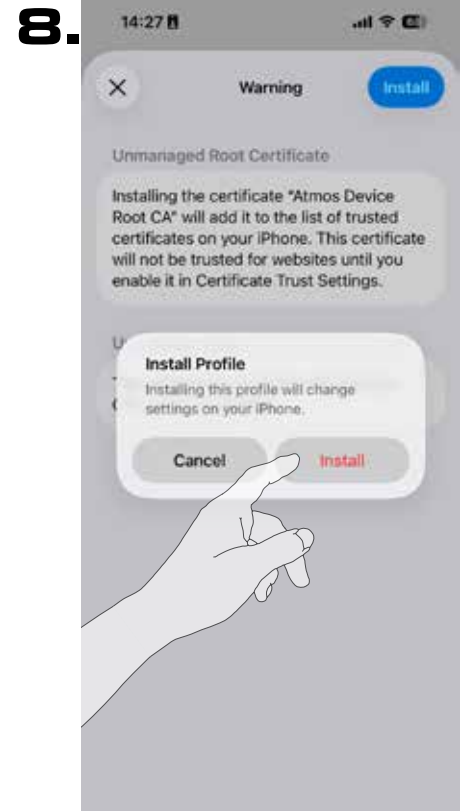 8.
14:27
Warning
Install
Unmanaged Root Certificate
Installing the certificate "Atmos Device
Root CA" will add it to the list of trusted
certificates on your iPhone. This certificate
will not be trusted for websites until you
enable it in Certificate Trust Settings.
U
Install Profile
Installing this profile will change
settings on your iPhone.
Cancel
Install